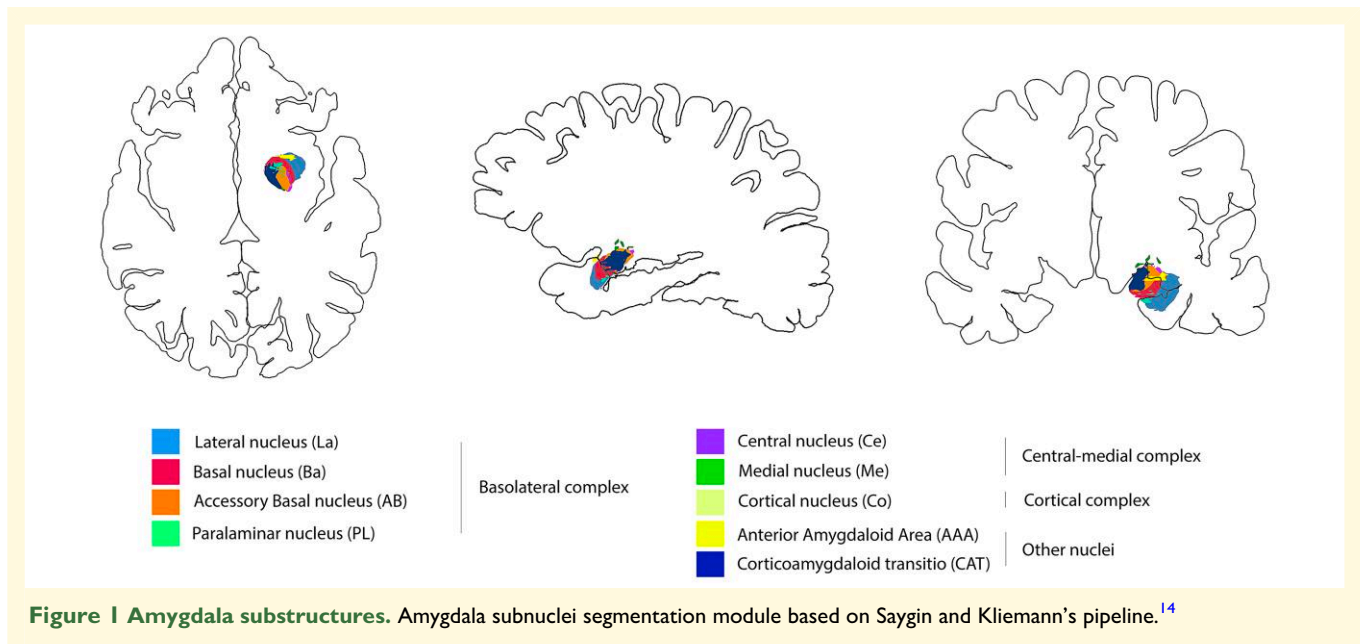 Lateral nucleus (La)
Basal nucleus (Ba)
Accessory Basal nucleus (AB)
Paralaminar nucleus (PL)
Basolateral complex
Central nucleus (Ce)
Medial nucleus (Me)
Cortical nucleus (Co)
Anterior Amygdaloid Area (AAA)
Corticoamygdaloid transitio (CAT)
Central-medial complex
Cortical complex
Other nuclei
Figure 1 Amygdala substructures. Amygdala subnuclei segmentation module based on Saygin and Kliemann's pipeline.14